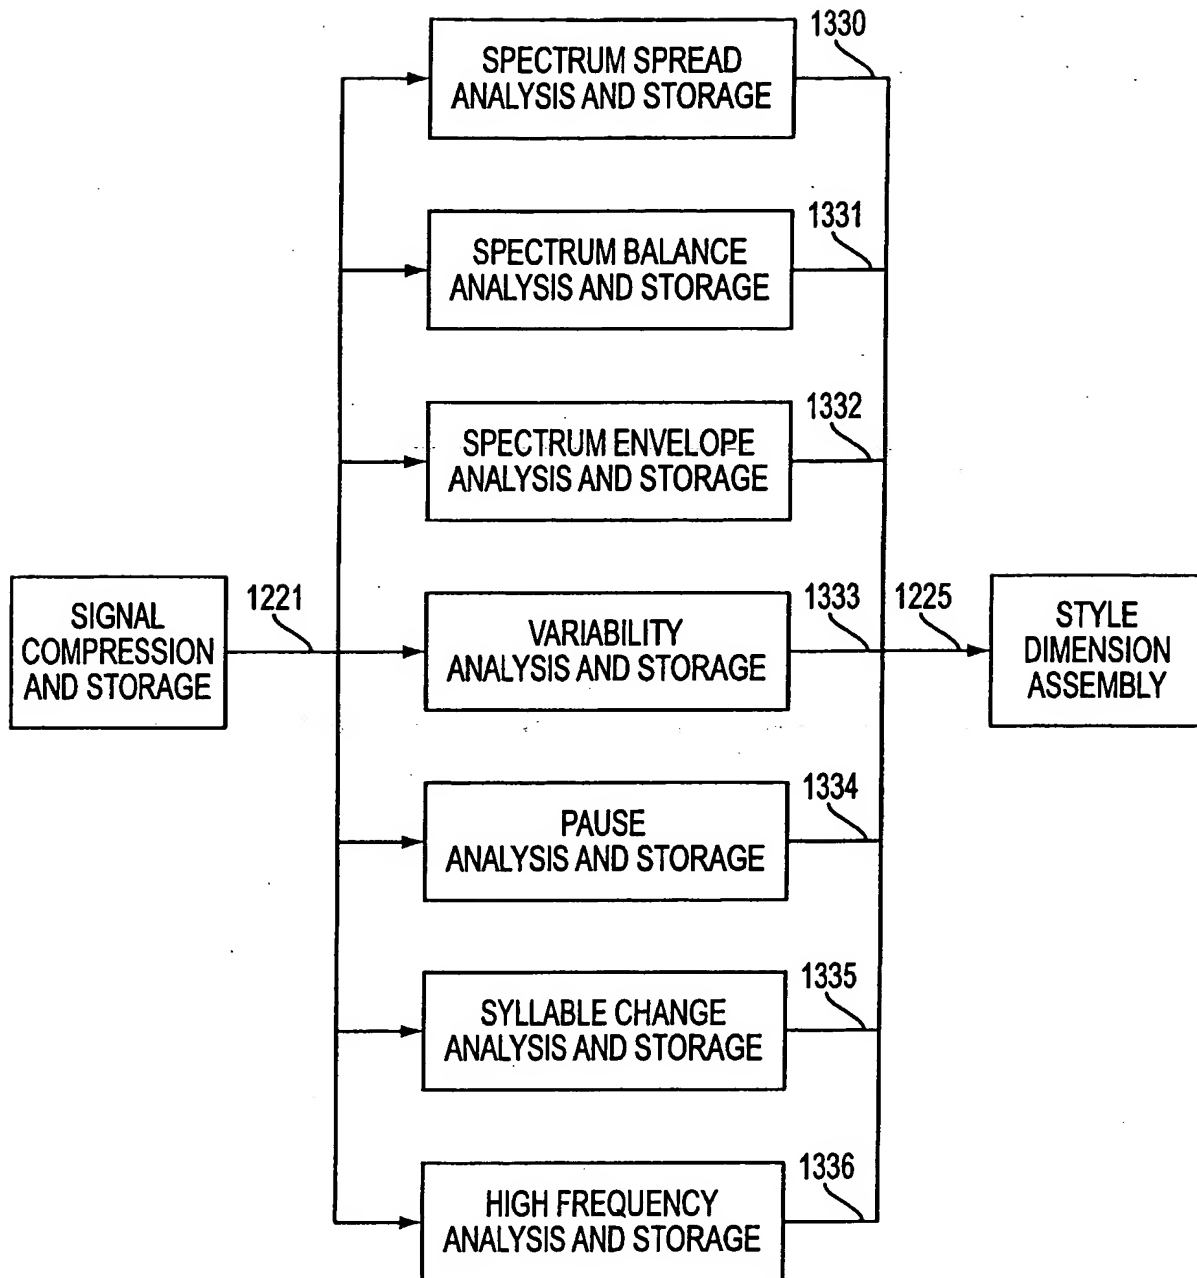 1330
SPECTRUM SPREAD
ANALYSIS AND STORAGE
1331
SPECTRUM BALANCE
ANALYSIS AND STORAGE
1332
SPECTRUM ENVELOPE
ANALYSIS AND STORAGE
SIGNAL
COMPRESSION
AND STORAGE
1221
VARIABILITY
ANALYSIS AND STORAGE
1333
1225
STYLE
DIMENSION
ASSEMBLY
1334
PAUSE
ANALYSIS AND STORAGE
1335
SYLLABLE CHANGE
ANALYSIS AND STORAGE
1336
HIGH FREQUENCY
ANALYSIS AND STORAGE